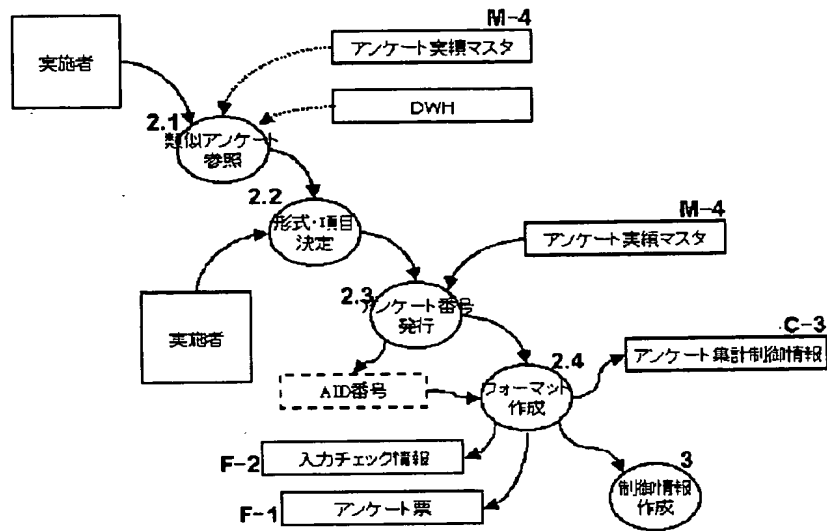 M-4
アンケート実績マスタ
実施者
DWH
2.1
類似アンケート
参照
2.2
形式・項目
決定
M-4
アンケート実績マスタ
実施者
2.3
アンケート番号
発行
C-3
アンケート集計制御情報
2.4
フォーマット
作成
AID番号
F-2
入力チェック情報
3
制御情報
作成
F-1
アンケート票